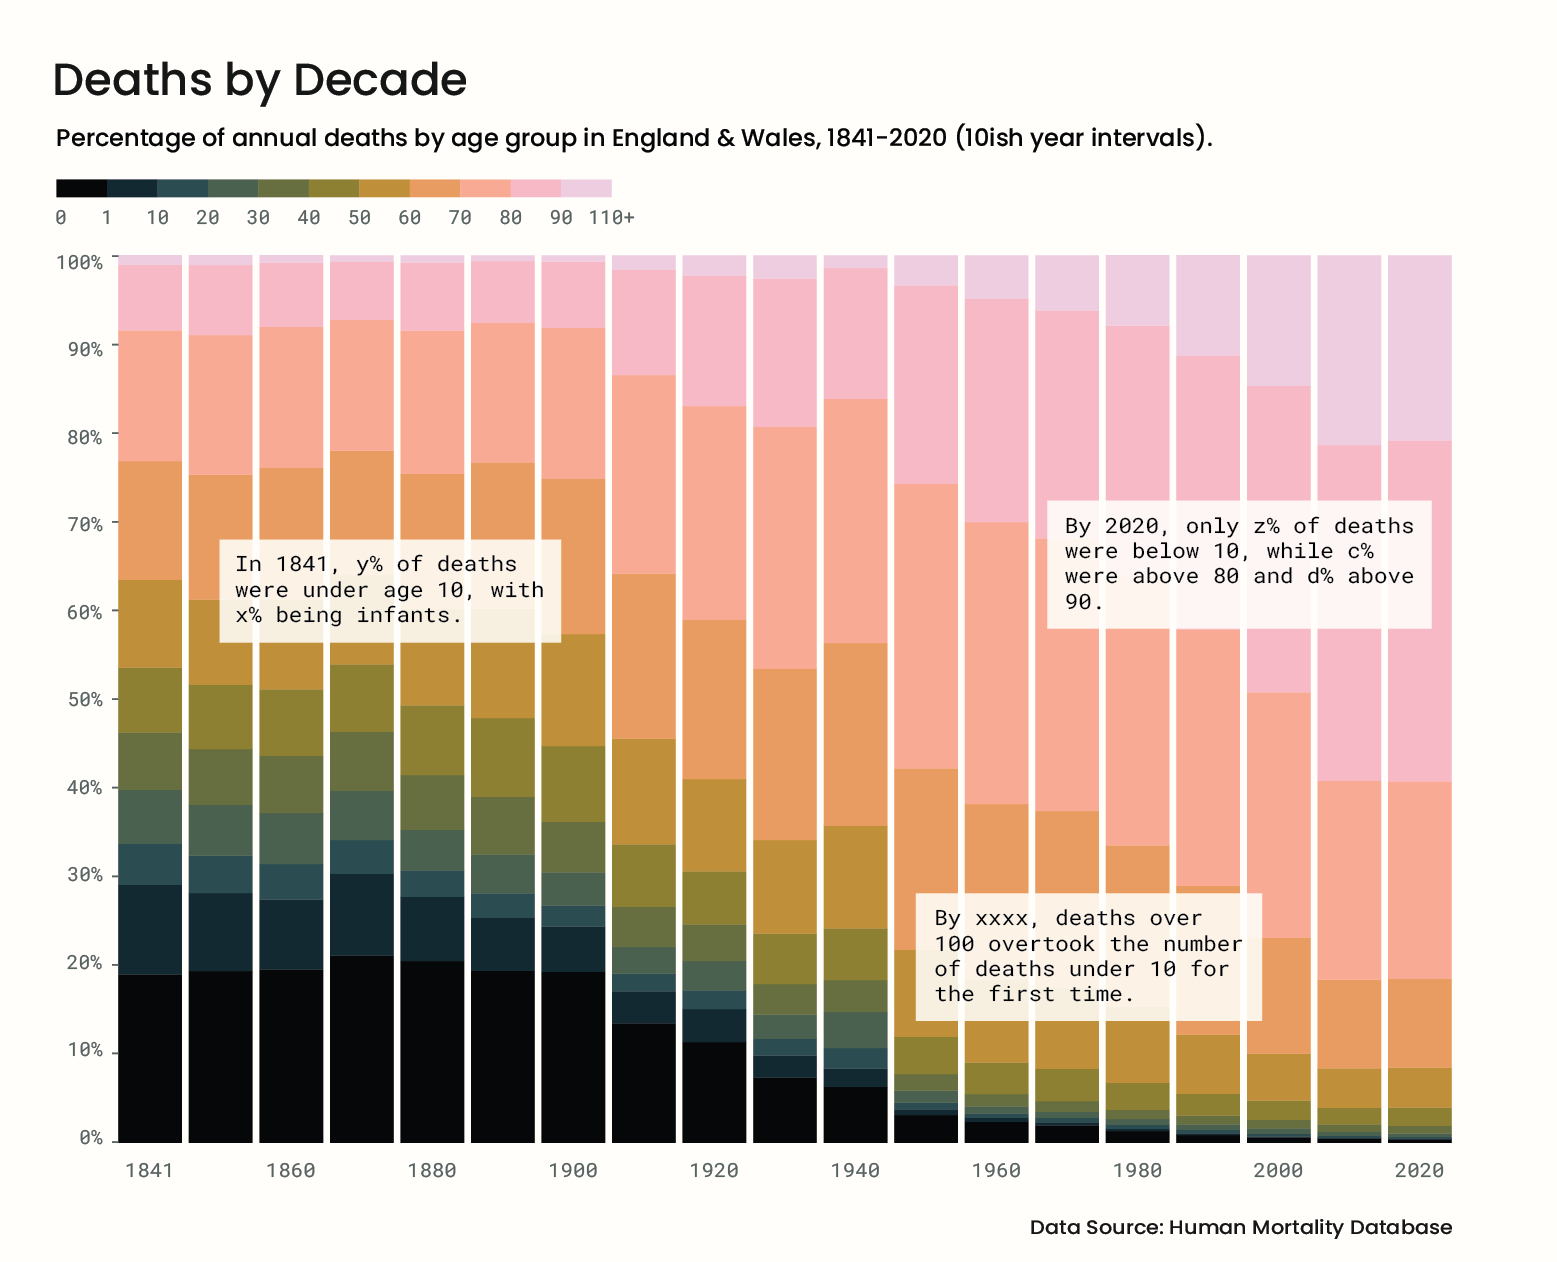 Deaths by Decade
Percentage of annual deaths by age group in England & Wales, 1841-2020 (10ish year intervals).
0 1 10 20 30 40 50 60 70 80 90 110+
100%
90%
80%
70%
60%
50%
40%
30%
20%
10%
0%
In 1841, y% of deaths
were under age 10, with
x% being infants.
By 2020, only z% of deaths
were below 10, while c%
were above 80 and d% above
90.
By xxxx, deaths over
100 overtook the number
of deaths under 10 for
the first time.
1841 1860 1880 1900 1920 1940 1960 1980 2000 2020
Data Source: Human Mortality Database